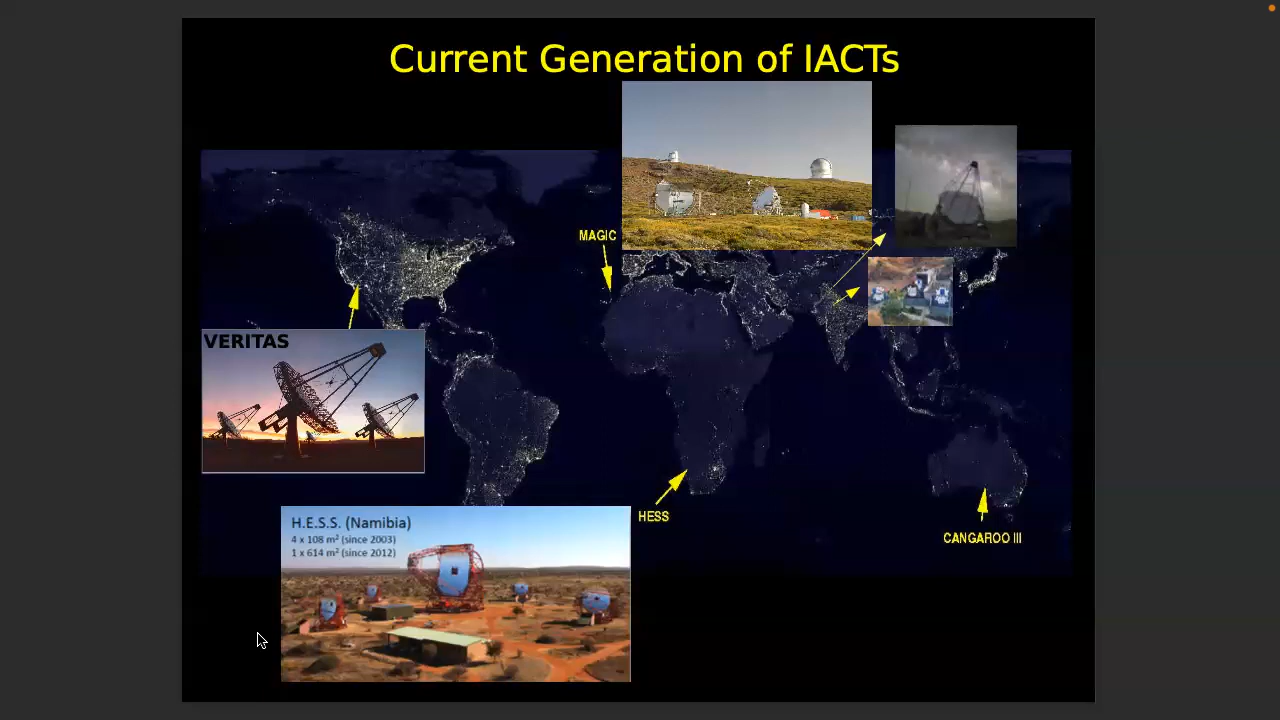 Current Generation of IACTs
MAGIC
VERITAS
H.E.S.S. (Namibia)
4 x 108 m² (since 2003)
1 x 614 m² (since 2012)
HESS
CANGAROO III